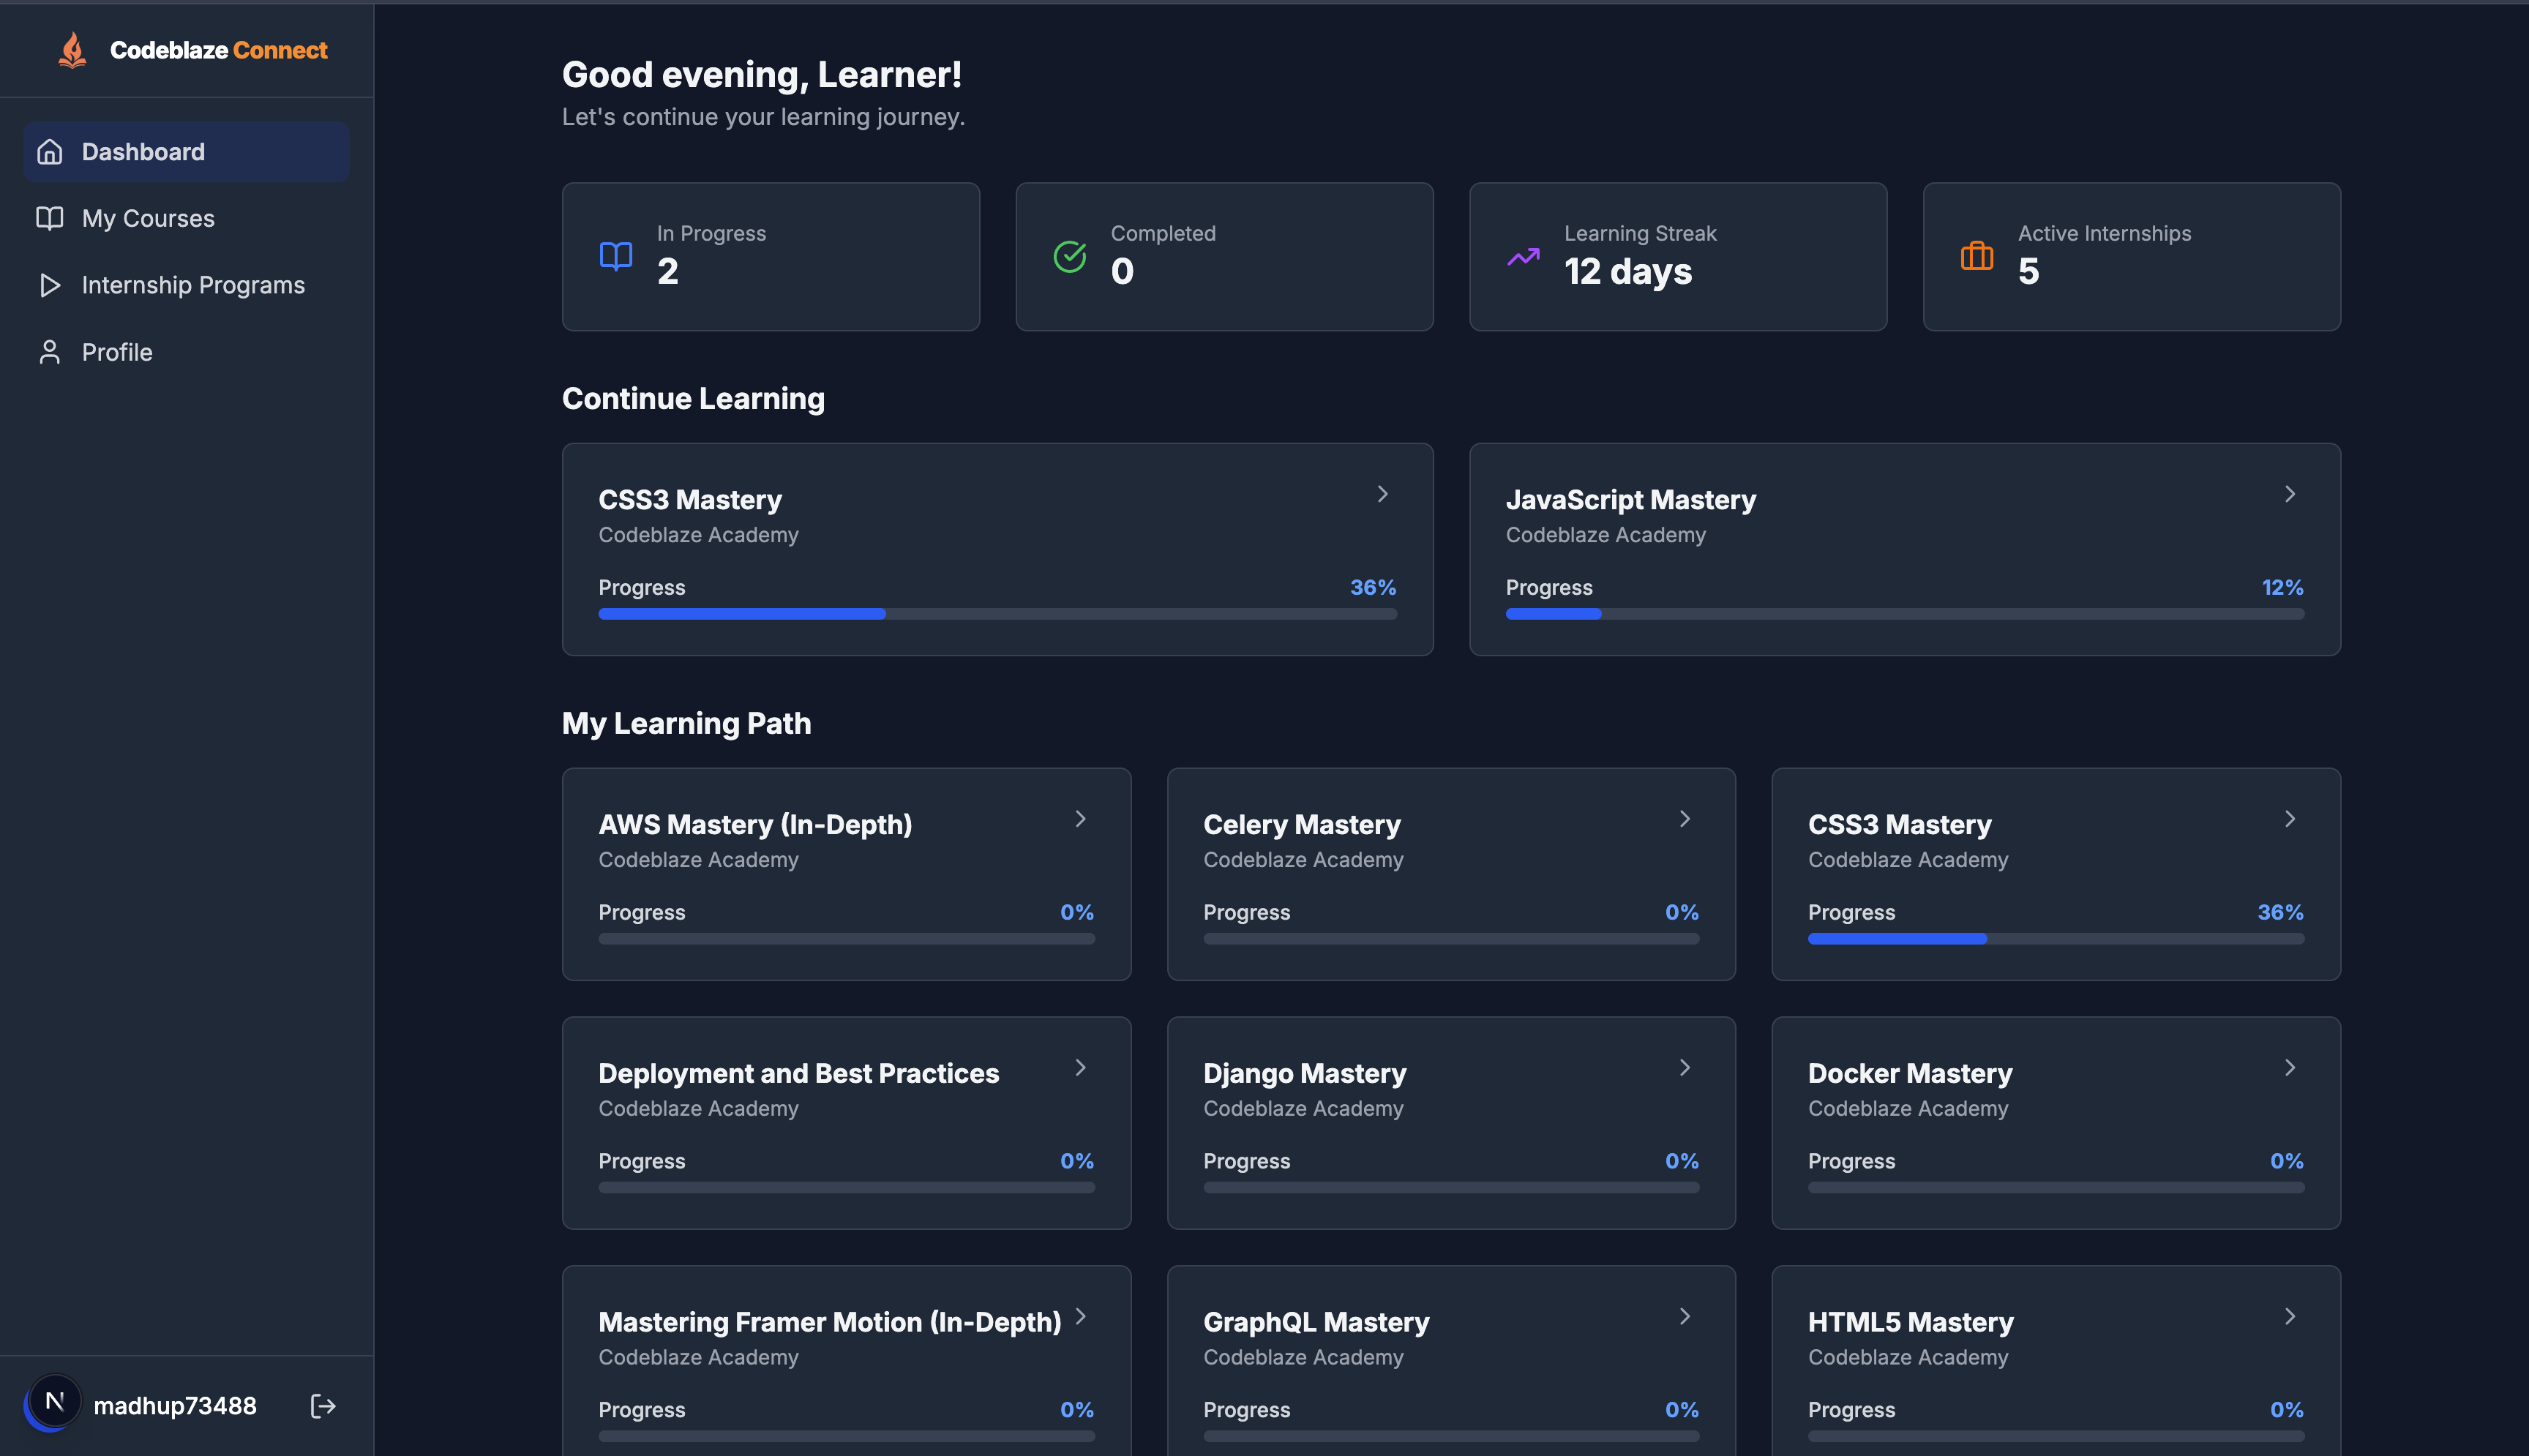 Codeblaze Connect
Dashboard
My Courses
Internship Programs
Profile
N
madhup73488
Good evening, Learner!
Let's continue your learning journey.
In Progress
2
Completed
0
Learning Streak
12 days
Active Internships
5
Continue Learning
CSS3 Mastery
Codeblaze Academy
Progress 36%
JavaScript Mastery
Codeblaze Academy
Progress 12%
My Learning Path
AWS Mastery (In-Depth)
Codeblaze Academy
Progress 0%
Celery Mastery
Codeblaze Academy
Progress 0%
CSS3 Mastery
Codeblaze Academy
Progress 36%
Deployment and Best Practices
Codeblaze Academy
Progress 0%
Django Mastery
Codeblaze Academy
Progress 0%
Docker Mastery
Codeblaze Academy
Progress 0%
Mastering Framer Motion (In-Depth)
Codeblaze Academy
Progress 0%
GraphQL Mastery
Codeblaze Academy
Progress 0%
HTML5 Mastery
Codeblaze Academy
Progress 0%